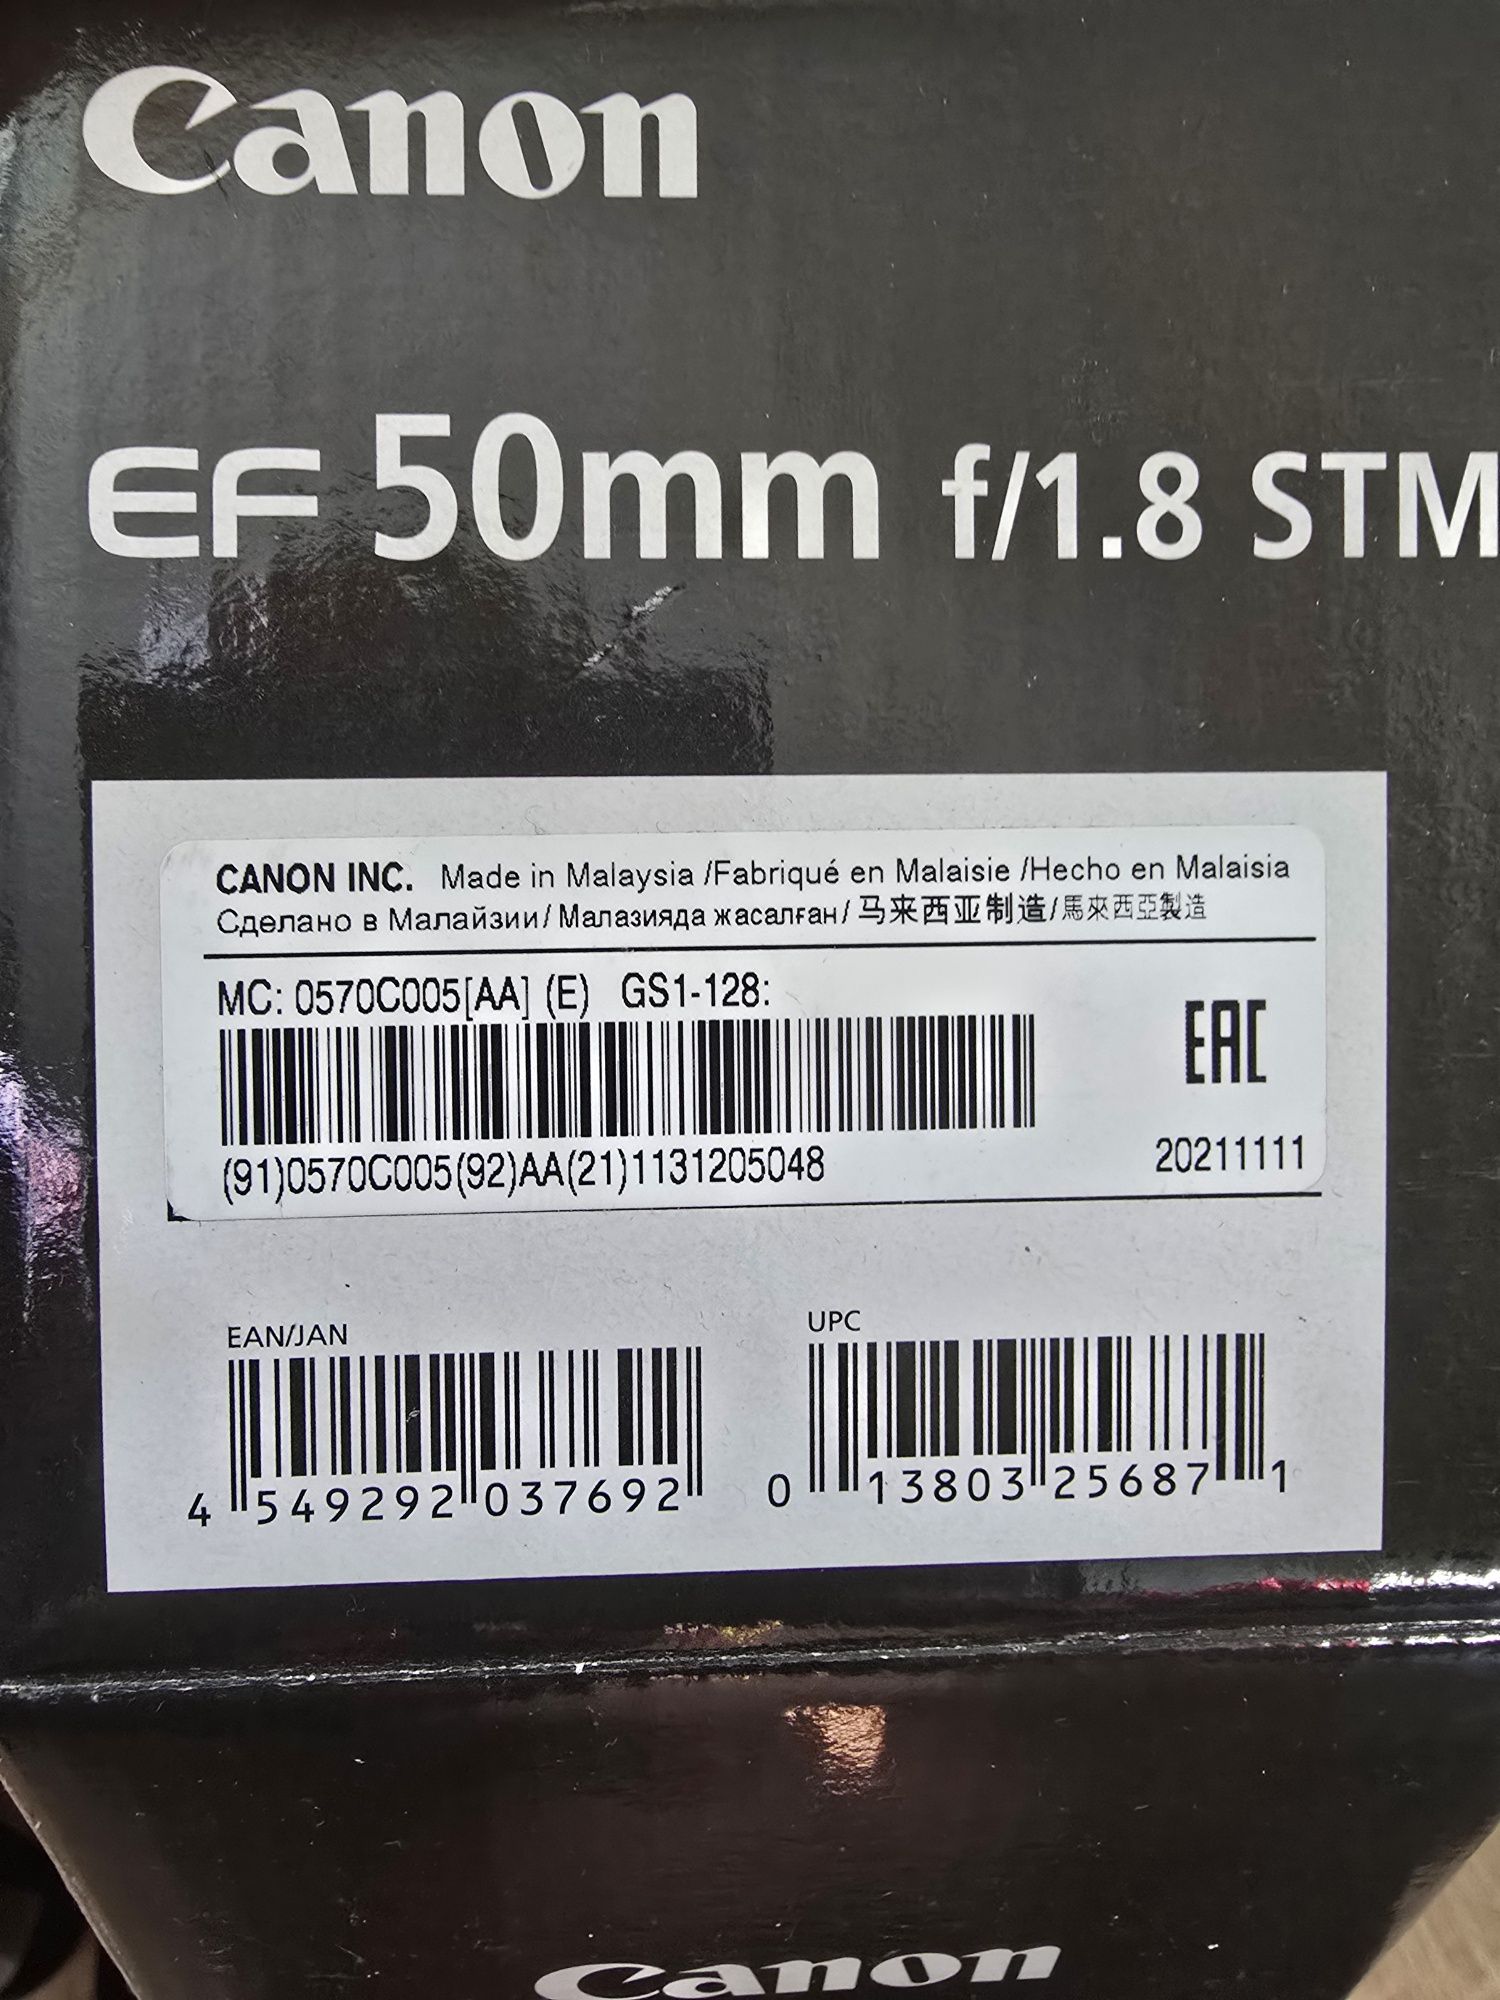 Canon
EF 50mm f/1.8 STM
CANON INC. Made in Malaysia /Fabriqué en Malaisie /Hecho en Malaisia
Сделано в Малайзии/ Малазияда жасалған/ 马来西亚制造/馬來西亞製造
MC: 0570C005[AA] (E) GS1-128:
EAC
(91)0570C005(92)AA(21)1131205048
20211111
EAN/JAN
UPC
4 549292 037692
0 13803 25687 1
Canon